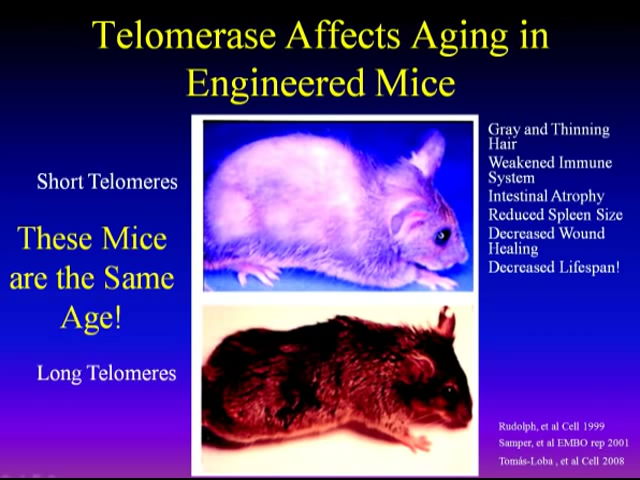 Telomerase Affects Aging in
Engineered Mice
Short Telomeres
These Mice
are the Same
Age!
Long Telomeres
Gray and Thinning
Hair
Weakened Immune
System
Intestinal Atrophy
Reduced Spleen Size
Decreased Wound
Healing
Decreased Lifespan!
Rudolph, et al Cell 1999
Samper, et al EMBO rep 2001
Tomás-Loba , et al Cell 2008